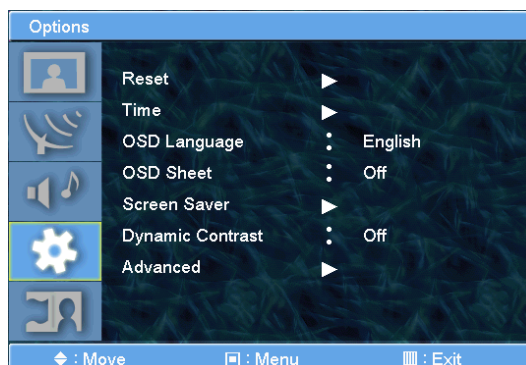 Options
Reset ▶
Time ▶
OSD Language : English
OSD Sheet : Off
Screen Saver ▶
Dynamic Contrast : Off
Advanced ▶
: Move : Menu : Exit